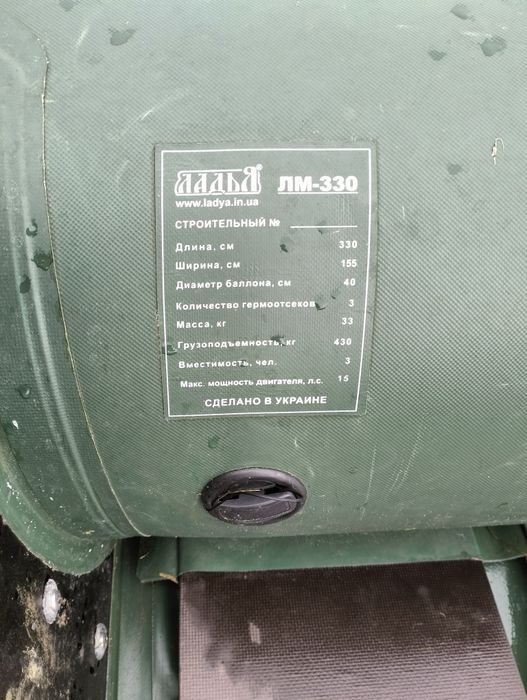 ЛАДЬЯ® ЛМ-330
www.ladya.in.ua
СТРОИТЕЛЬНЫЙ №
Длина, см 330
Ширина, см 155
Диаметр баллона, см 40
Количество гермоотсеков 3
Масса, кг 33
Грузоподъемность, кг 430
Вместимость, чел. 3
Макс. мощность двигателя, л.с. 15
СДЕЛАНО В УКРАИНЕ